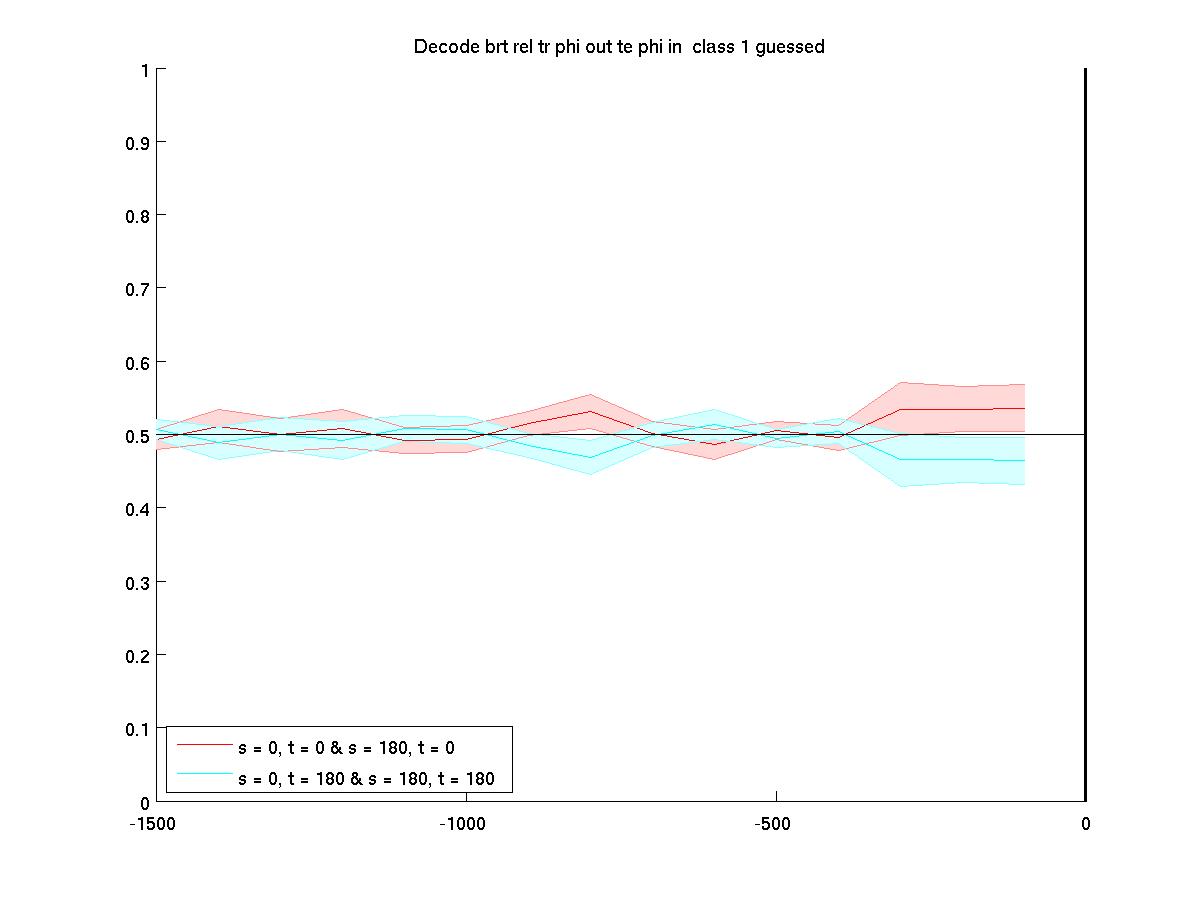 Decode brt rel tr phi out te phi in  class 1 guessed
1
0.9
0.8
0.7
0.6
0.5
0.4
0.3
0.2
0.1
0
s = 0, t = 0 & s = 180, t = 0
s = 0, t = 180 & s = 180, t = 180
-1500 -1000 -500 0